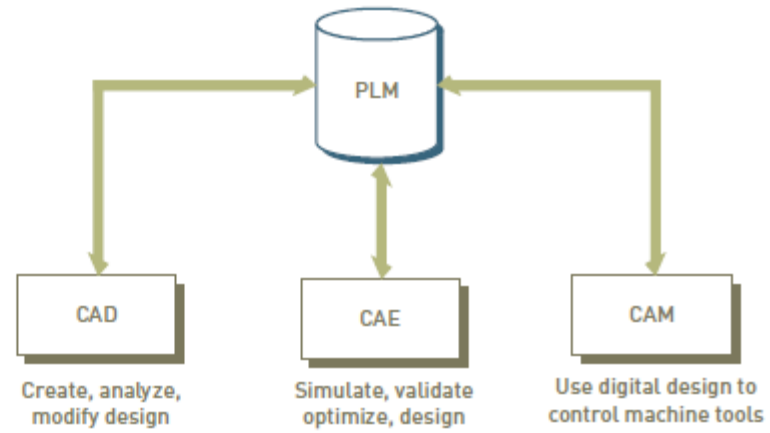 PLM
CAD
CAE
CAM
Create, analyze,
modify design
Simulate, validate
optimize, design
Use digital design to
control machine tools